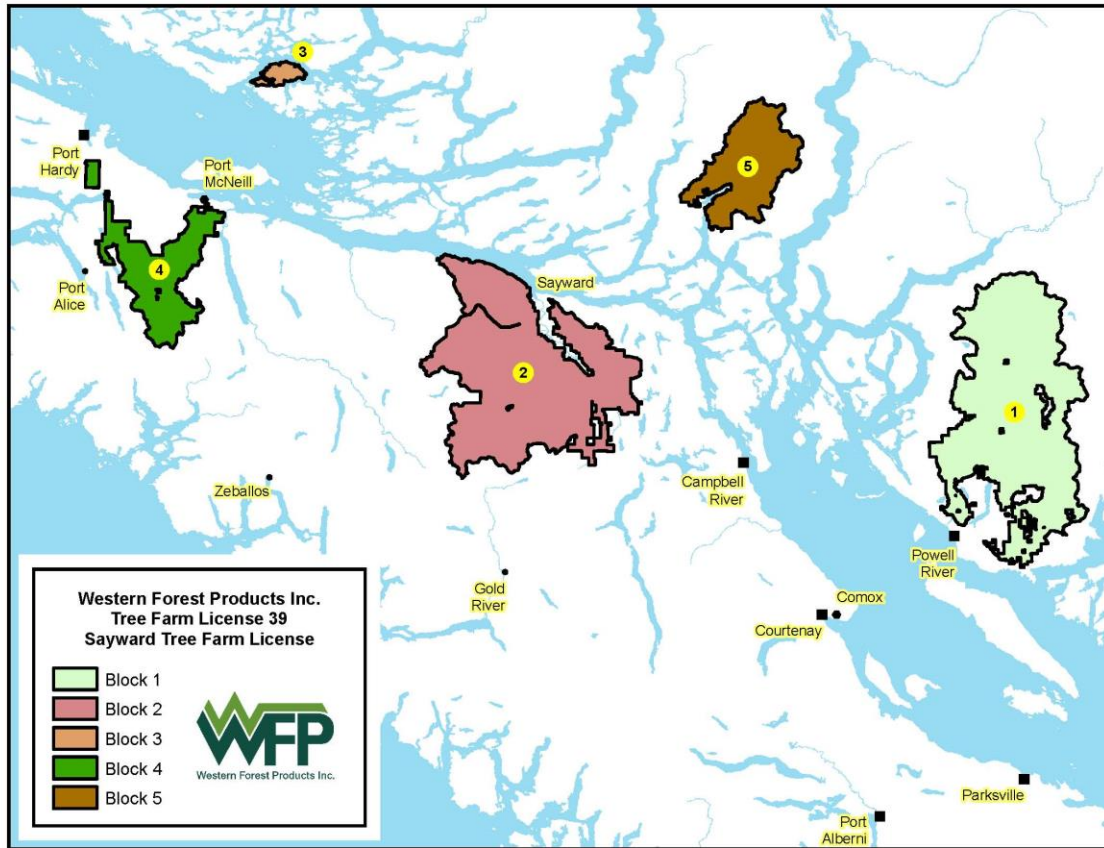 3
Port
Hardy
Port
McNeill
5
4
Port
Alice
Sayward
2
1
Zeballos
Campbell
River
Powell
River
Gold
River
Comox
Courtenay
Western Forest Products Inc.
Tree Farm License 39
Sayward Tree Farm License
Block 1
Block 2
Block 3
Block 4
Block 5
WFP
Western Forest Products Inc.
Parksville
Port
Alberni